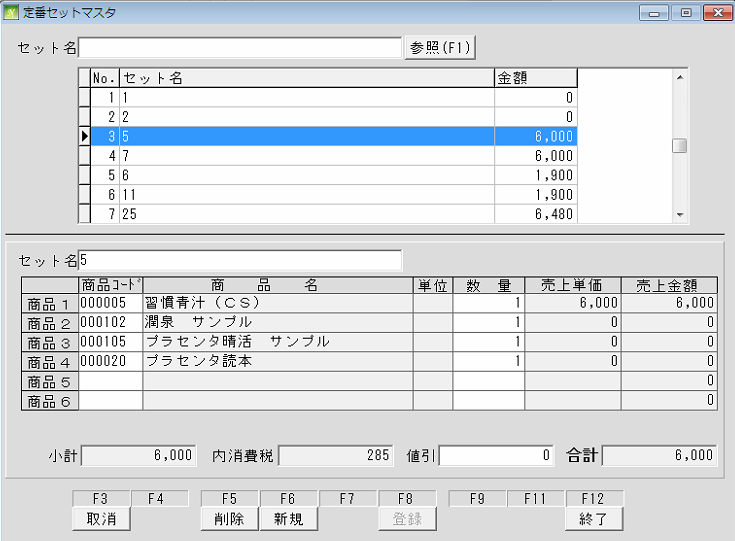 定番セットマスタ
セット名 参照(F1)
No. セット名 金額
1 1 0
2 2 0
3 5 6,000
4 7 6,000
5 6 1,900
6 11 1,900
7 25 6,480
セット名 5
商品ｺｰﾄﾞ 商 品 名 単位 数 量 売上単価 売上金額
商品１ 000005 習慣青汁（ＣＳ） 1 6,000 6,000
商品２ 000102 潤泉 サンプル 1 0 0
商品３ 000105 プラセンタ晴活 サンプル 1 0 0
商品４ 000020 プラセンタ読本 1 0 0
商品５ 0
商品６ 0
小計 6,000 内消費税 285 値引 0 合計 6,000
F3 F4 F5 F6 F7 F8 F9 F11 F12
取消 削除 新規 登録 終了